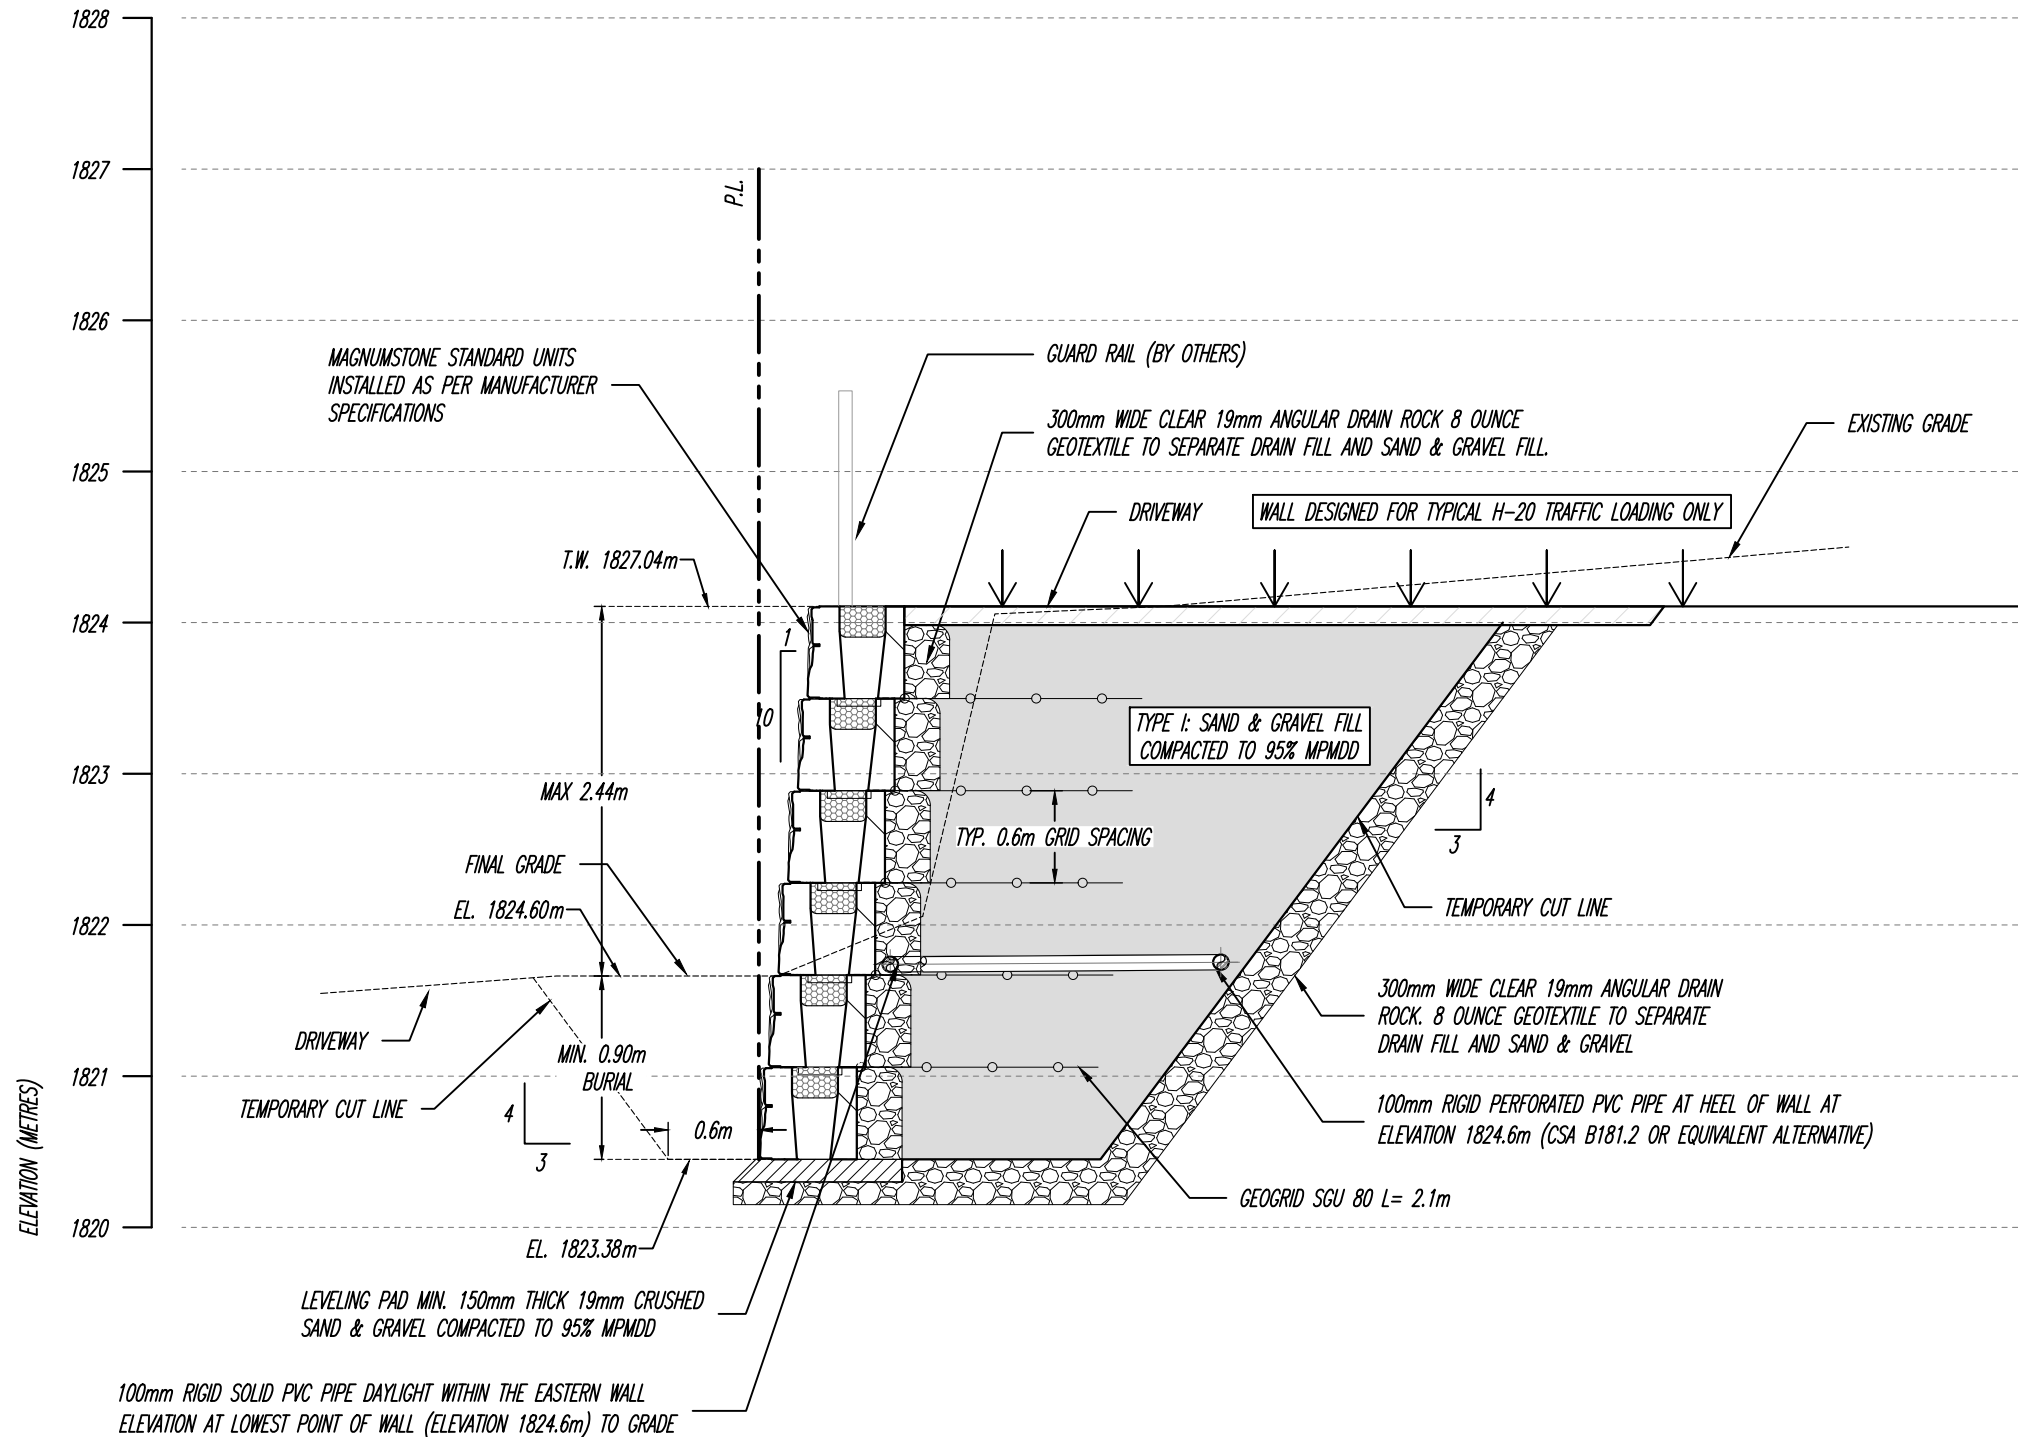 1828
1827
P.L.
1826
MAGNUMSTONE STANDARD UNITS
INSTALLED AS PER MANUFACTURER
SPECIFICATIONS
GUARD RAIL (BY OTHERS)
300mm WIDE CLEAR 19mm ANGULAR DRAIN ROCK 8 OUNCE
GEOTEXTILE TO SEPARATE DRAIN FILL AND SAND & GRAVEL FILL.
EXISTING GRADE
1825
DRIVEWAY
WALL DESIGNED FOR TYPICAL H-20 TRAFFIC LOADING ONLY
T.W. 1827.04m
1824
1
10
TYPE I: SAND & GRAVEL FILL
COMPACTED TO 95% MPMDD
1823
MAX 2.44m
4
3
TYP. 0.6m GRID SPACING
FINAL GRADE
EL. 1824.60m
TEMPORARY CUT LINE
1822
300mm WIDE CLEAR 19mm ANGULAR DRAIN
ROCK. 8 OUNCE GEOTEXTILE TO SEPARATE
DRAIN FILL AND SAND & GRAVEL
DRIVEWAY
MIN. 0.90m
BURIAL
1821
TEMPORARY CUT LINE
4
3
0.6m
100mm RIGID PERFORATED PVC PIPE AT HEEL OF WALL AT
ELEVATION 1824.6m (CSA B181.2 OR EQUIVALENT ALTERNATIVE)
ELEVATION (METRES)
GEOGRID SGU 80 L= 2.1m
1820
EL. 1823.38m
LEVELING PAD MIN. 150mm THICK 19mm CRUSHED
SAND & GRAVEL COMPACTED TO 95% MPMDD
100mm RIGID SOLID PVC PIPE DAYLIGHT WITHIN THE EASTERN WALL
ELEVATION AT LOWEST POINT OF WALL (ELEVATION 1824.6m) TO GRADE